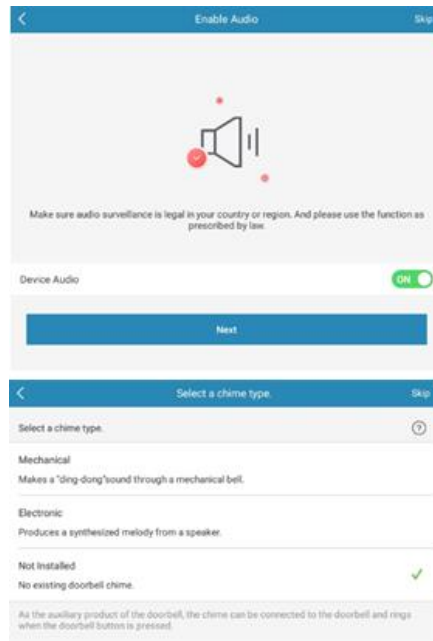 Enable Audio Skip
Make sure audio surveillance is legal in your country or region. And please use the function as
prescribed by law.
Device Audio ON
Next
Select a chime type. Skip
Select a chime type. ?
Mechanical
Makes a "ding-dong"sound through a mechanical bell.
Electronic
Produces a synthesized melody from a speaker.
Not Installed
No existing doorbell chime.
As the auxiliary product of the doorbell, the chime can be connected to the doorbell and rings
when the doorbell button is pressed.